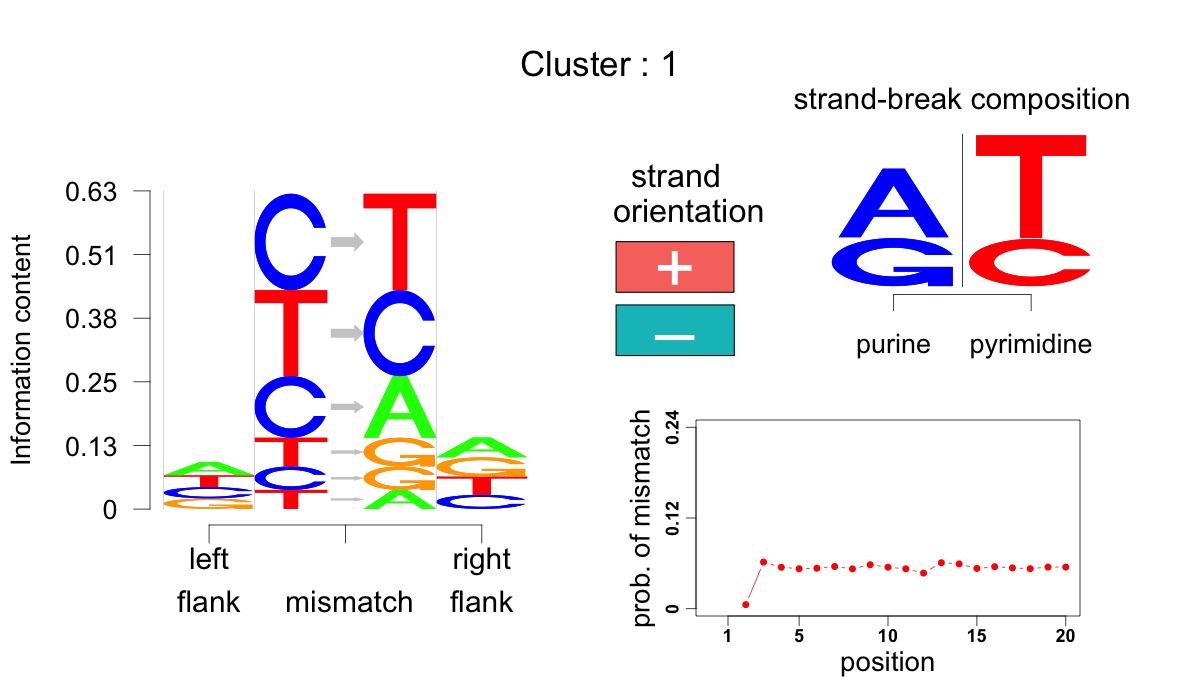 Cluster : 1
strand-break composition
A
T
G
C
purine
pyrimidine
strand
orientation
+
−
Information content
0.63
0.51
0.38
0.25
0.13
0
C T
T C
C A
T G
C G
T A
A
T
C
G
A
G
T
C
left
flank
mismatch
right
flank
prob. of mismatch
0.24
0.12
0
1 5 10 15 20
position